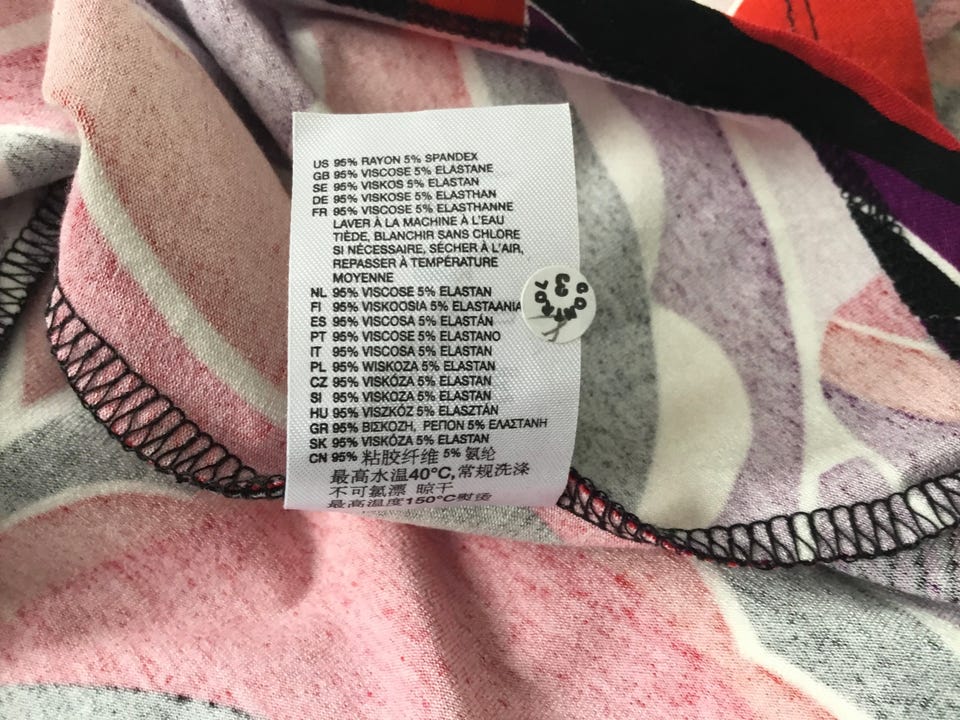 US 95% RAYON 5% SPANDEX
GB 95% VISCOSE 5% ELASTANE
SE 95% VISKOS 5% ELASTAN
DE 95% VISKOSE 5% ELASTHAN
FR 95% VISCOSE 5% ELASTHANNE
LAVER À LA MACHINE À L'EAU
TIÈDE, BLANCHIR SANS CHLORE
SI NÉCESSAIRE, SÉCHER À L'AIR,
REPASSER À TEMPÉRATURE
MOYENNE
NL 95% VISCOSE 5% ELASTAN
FI 95% VISKOOSIA 5% ELASTAANIA
ES 95% VISCOSA 5% ELASTÁN
PT 95% VISCOSE 5% ELASTANO
IT 95% VISCOSA 5% ELASTAN
PL 95% WISKOZA 5% ELASTAN
CZ 95% VISKÓZA 5% ELASTAN
SI 95% VISKOZA 5% ELASTAN
HU 95% VISZKÓZ 5% ELASZTÁN
GR 95% ΒΙΣΚΟΖΗ, ΡΕΠΟΝ 5% ΕΛΑΣΤΑΝΗ
SK 95% VISKÓZA 5% ELASTAN
CN 95% 粘胶纤维 5% 氨纶
最高水温40°C,常规洗涤
不可氯漂 晾干
最高温度150°C熨烫